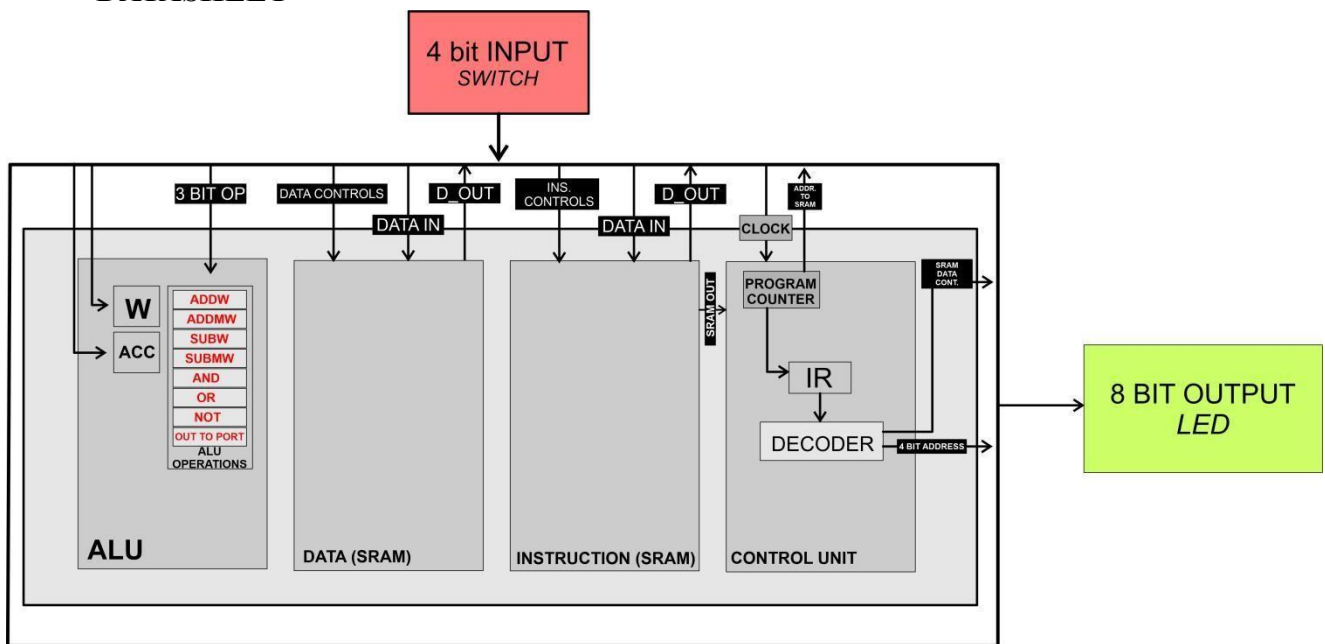 DATASHEET
4 bit INPUT
SWITCH
3 BIT OP
DATA CONTROLS
DATA IN
D_OUT
INS.
CONTROLS
DATA IN
D_OUT
CLOCK
ADDR.
TO
SRAM
W
ACC
ADDW
ADDMW
SUBW
SUBMW
AND
OR
NOT
OUT TO PORT
ALU
OPERATIONS
ALU
DATA (SRAM)
INSTRUCTION (SRAM)
SRAM OUT
PROGRAM
COUNTER
IR
DECODER
CONTROL UNIT
SRAM
DATA
CONT.
4 BIT ADDRESS
8 BIT OUTPUT
LED